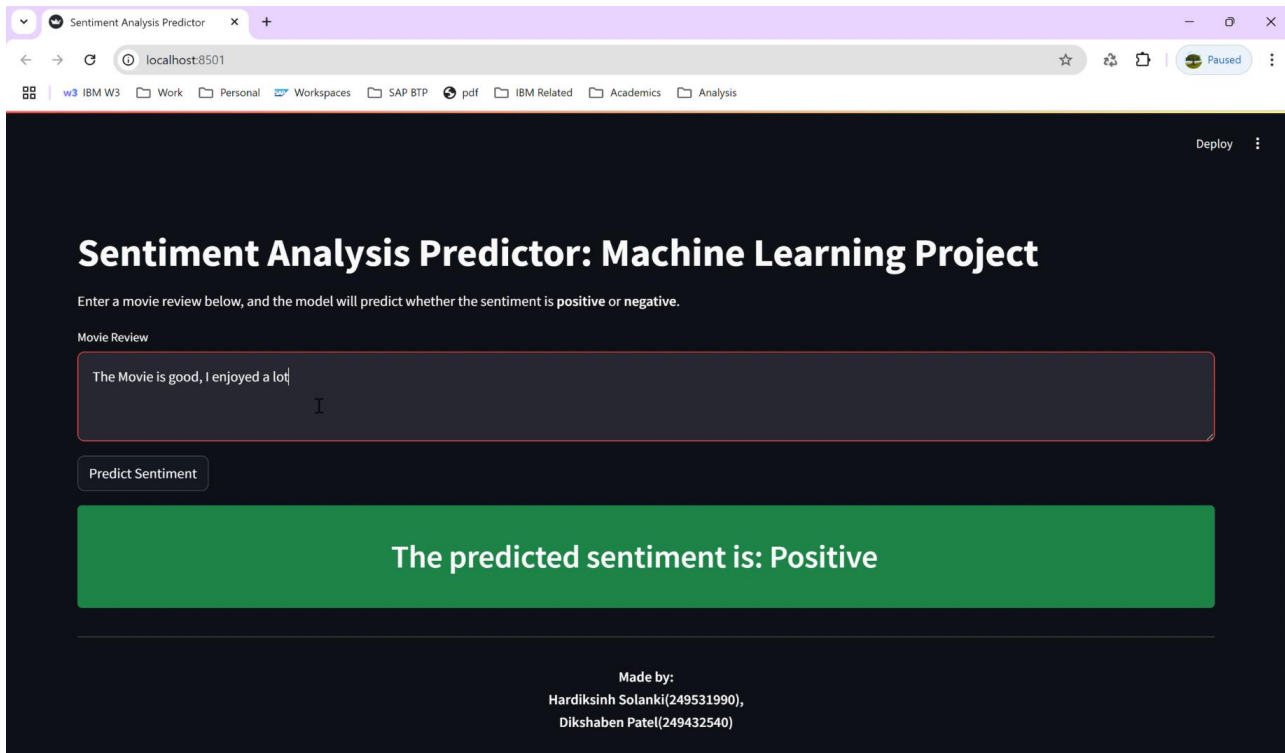 Sentiment Analysis Predictor
localhost:8501
Paused
w3 IBM W3 Work Personal Workspaces SAP BTP pdf IBM Related Academics Analysis
Deploy
Sentiment Analysis Predictor: Machine Learning Project
Enter a movie review below, and the model will predict whether the sentiment is positive or negative.
Movie Review
The Movie is good, I enjoyed a lot
Predict Sentiment
The predicted sentiment is: Positive
Made by:
Hardiksinh Solanki(249531990),
Dikshaben Patel(249432540)